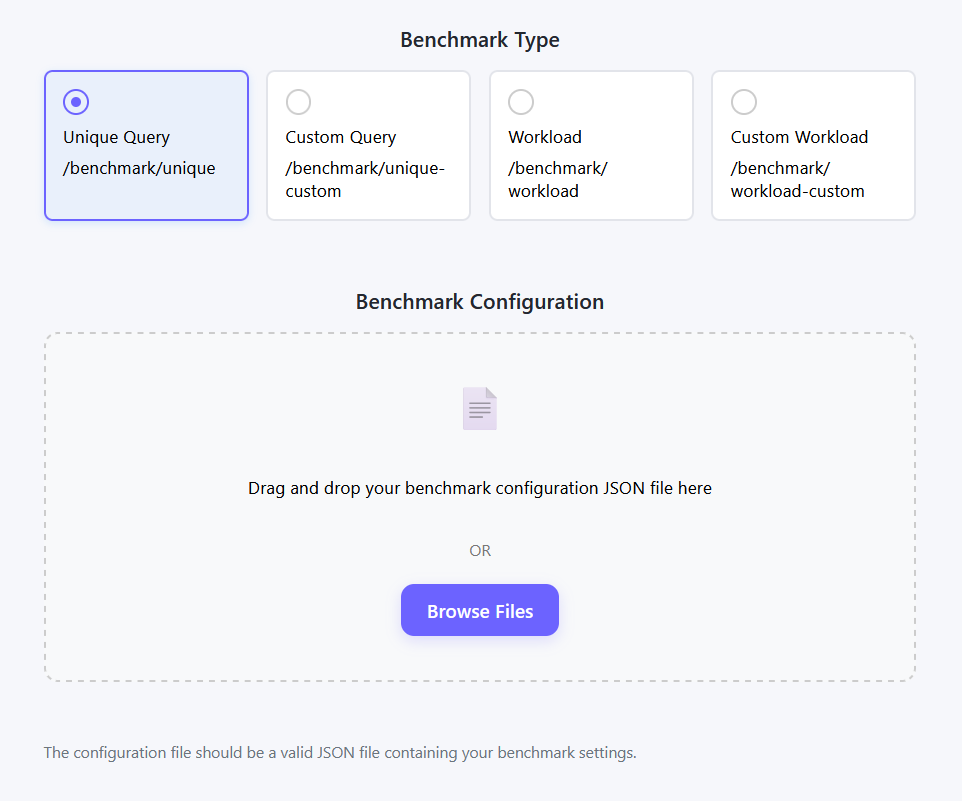 Benchmark Type
Unique Query
/benchmark/unique
Custom Query
/benchmark/unique-
custom
Workload
/benchmark/
workload
Custom Workload
/benchmark/
workload-custom
Benchmark Configuration
Drag and drop your benchmark configuration JSON file here
OR
Browse Files
The configuration file should be a valid JSON file containing your benchmark settings.